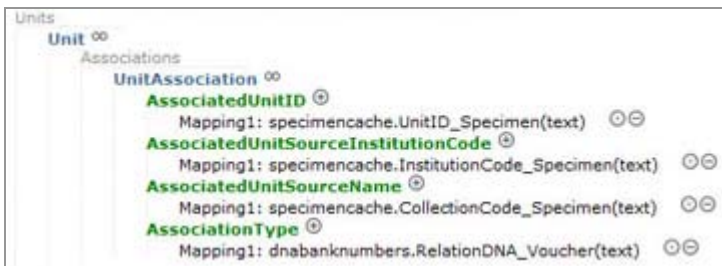 Units
Unit ∞
Associations
UnitAssociation ∞
AssociatedUnitID ⊕
Mapping1: specimencache.UnitID_Specimen(text) ⊙⊖
AssociatedUnitSourceInstitutionCode ⊕
Mapping1: specimencache.InstitutionCode_Specimen(text) ⊙⊖
AssociatedUnitSourceName ⊕
Mapping1: specimencache.CollectionCode_Specimen(text) ⊙⊖
AssociationType ⊕
Mapping1: dnabanknumbers.RelationDNA_Voucher(text) ⊙⊖